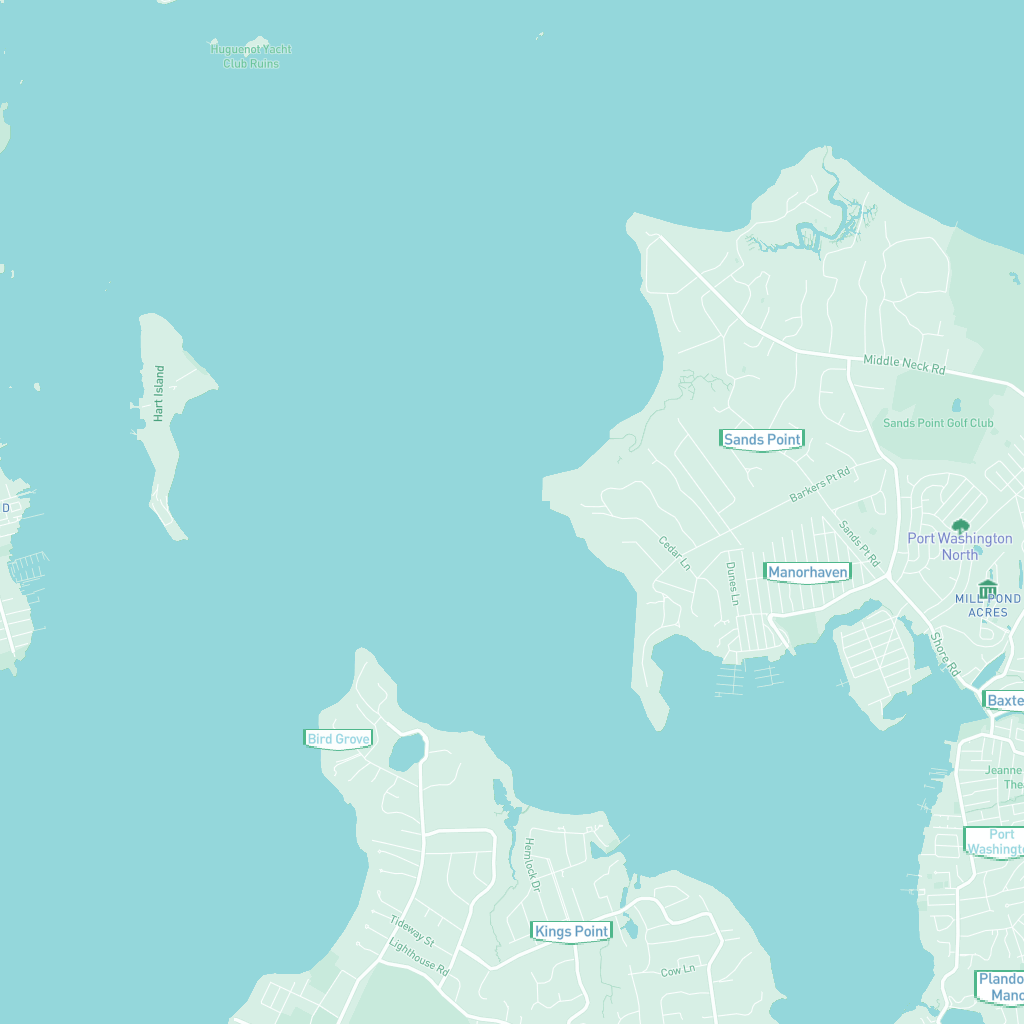 Huguenot Yacht
Club Ruins
Hart Island
Middle Neck Rd
Sands Point Golf Club
Sands Point
Barkers Pt Rd
D
Sands Pt Rd
Port Washington
North
Cedar Ln
Dunes Ln
Manorhaven
MILL POND
ACRES
Shore Rd
Bird Grove
Jeanne
Port
Hemlock Dr
Tideway St
Kings Point
Lighthouse Rd
Cow Ln